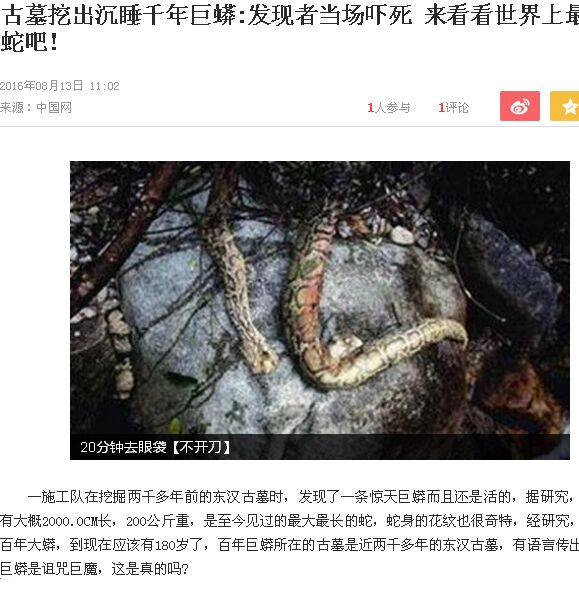 古墓挖出沉睡千年巨蟒:发现者当场吓死 来看看世界上最
蛇吧!
2016年08月13日 11:02
来源:中国网
1人参与 1评论
20分钟去眼袋【不开刀】
一施工队在挖掘两千多年前的东汉古墓时，发现了一条惊天巨蟒而且还是活的，据研究，
有大概2000.0CM长，200公斤重，是至今见过的最大最长的蛇，蛇身的花纹也很奇特，经研究，
百年大蟒，到现在应该有180岁了，百年巨蟒所在的古墓是近两千多年的东汉古墓，有语言传出
巨蟒是诅咒巨魔，这是真的吗?